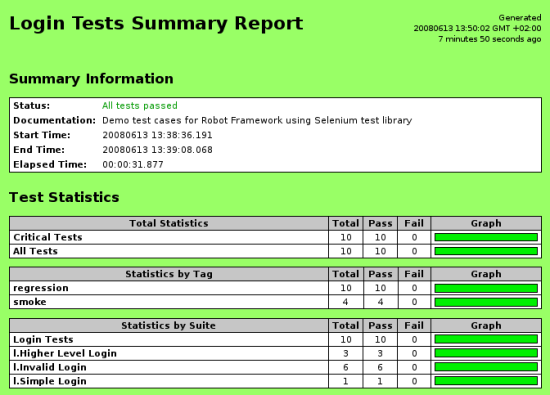 Login Tests Summary Report
Generated
20080613 13:50:02 GMT +02:00
7 minutes 50 seconds ago
Summary Information
Status: All tests passed
Documentation: Demo test cases for Robot Framework using Selenium test library
Start Time: 20080613 13:38:36.191
End Time: 20080613 13:39:08.068
Elapsed Time: 00:00:31.877
Test Statistics
Total Statistics Total Pass Fail Graph
Critical Tests 10 10 0
All Tests 10 10 0
Statistics by Tag Total Pass Fail Graph
regression 10 10 0
smoke 4 4 0
Statistics by Suite Total Pass Fail Graph
Login Tests 10 10 0
l.Higher Level Login 3 3 0
l.Invalid Login 6 6 0
l.Simple Login 1 1 0